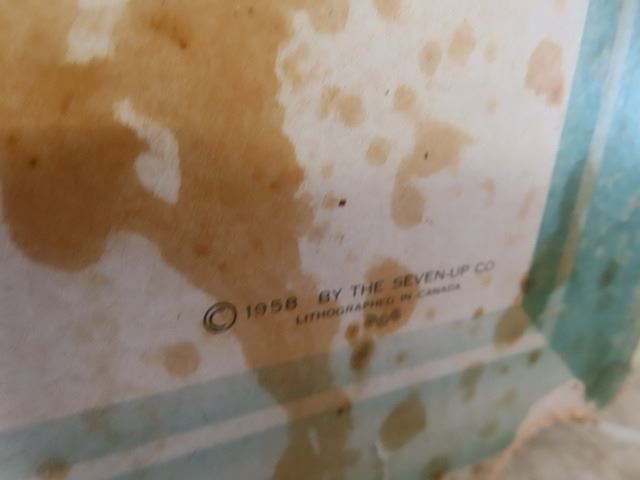 © 1958 BY THE SEVEN-UP CO
LITHOGRAPHED IN CANADA